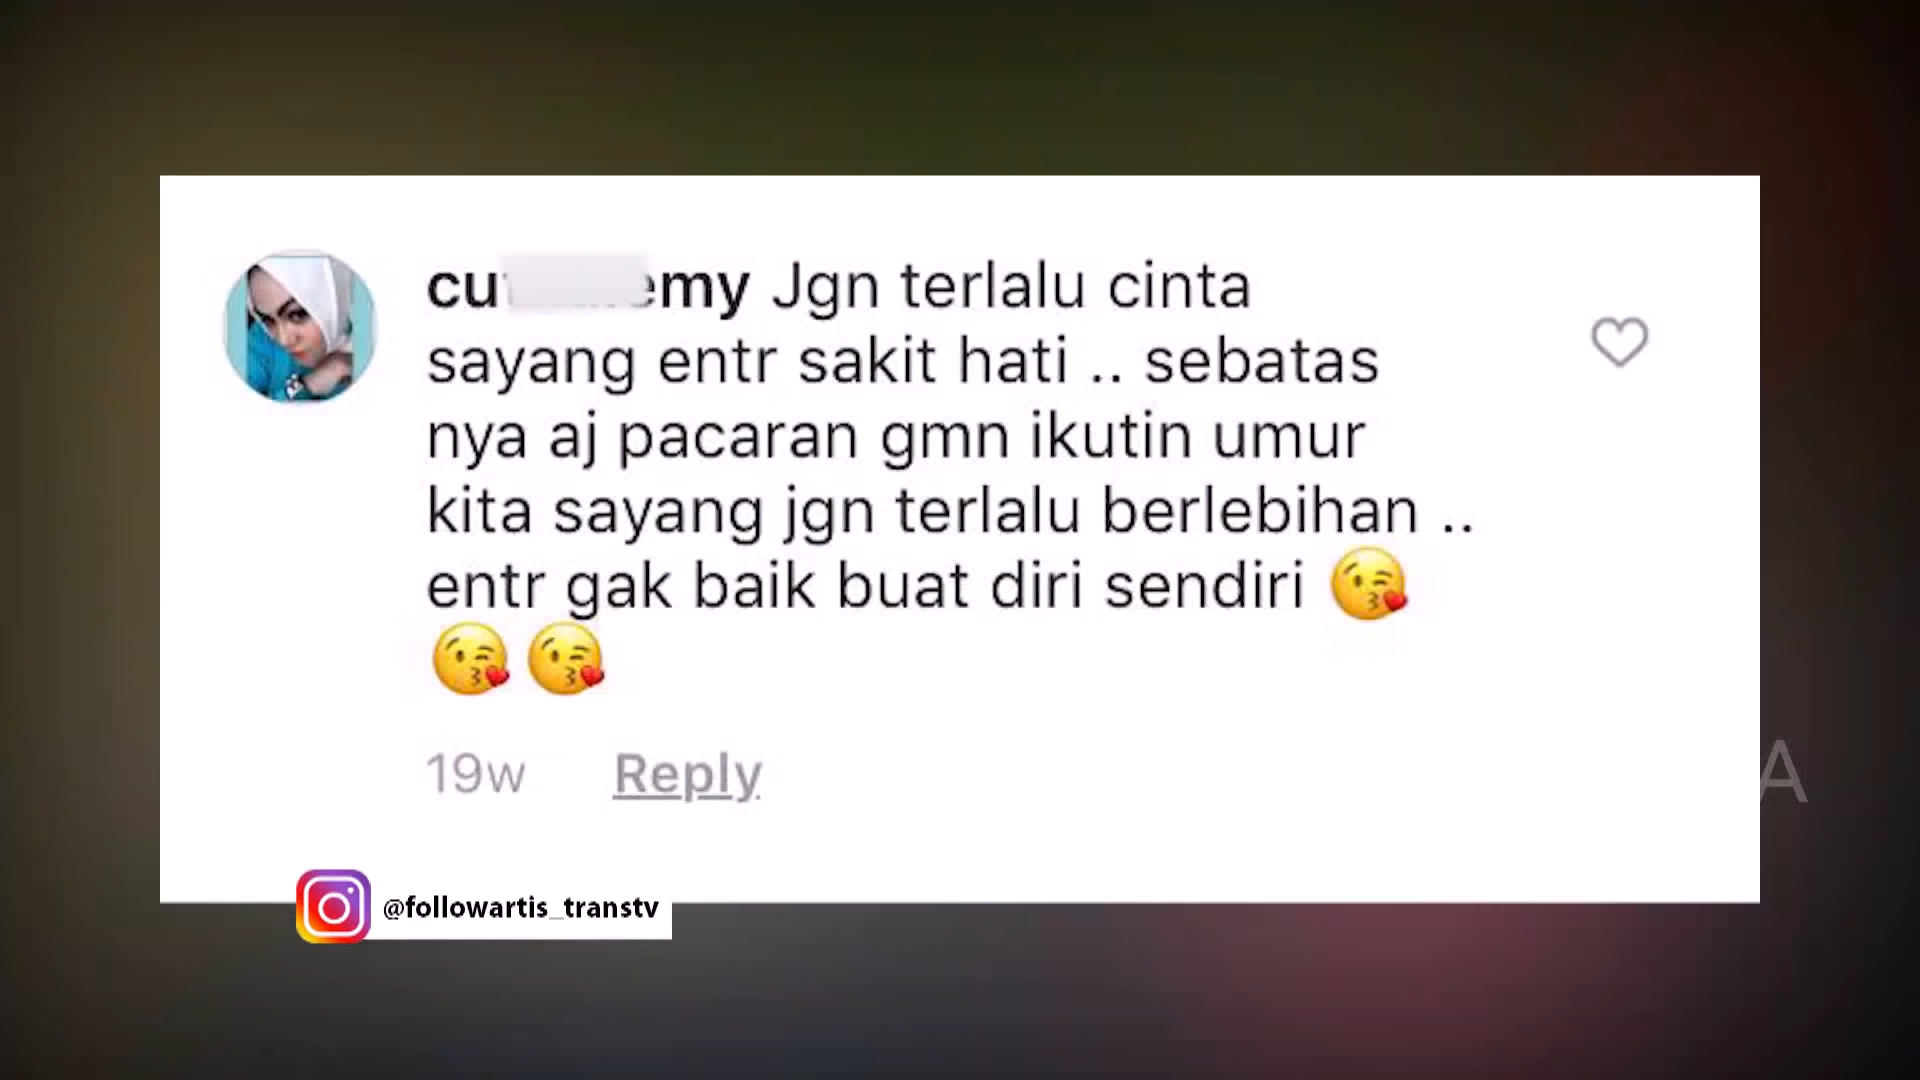 Jgn terlalu cinta
sayang entr sakit hati .. sebatas
nya aj pacaran gmn ikutin umur
kita sayang jgn terlalu berlebihan ..
entr gak baik buat diri sendiri 😘
😘😘
19w Reply
A
@followartis_transtv